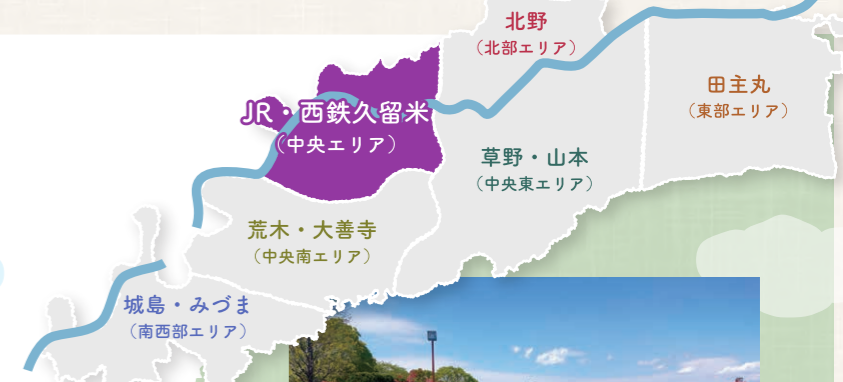 北野
（北部エリア）
田主丸
（東部エリア）
JR・西鉄久留米
（中央エリア）
草野・山本
（中央東エリア）
荒木・大善寺
（中央南エリア）
城島・みづま
（南西部エリア）